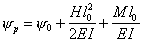 ψₚ = ψ₀ + Hl₀²/2EI + Ml₀/EI